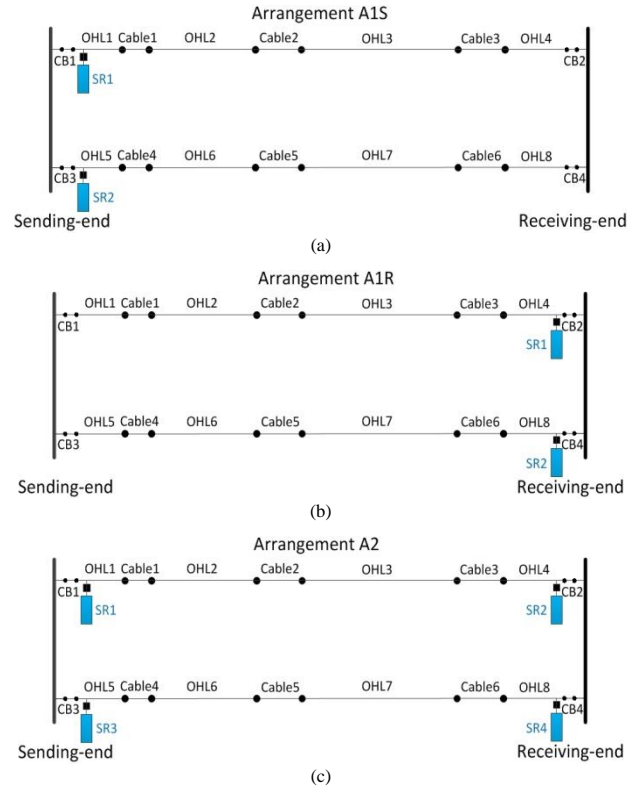 Arrangement A1S
OHL1 Cable1 OHL2 Cable2 OHL3 Cable3 OHL4
CB1 CB2
SR1
OHL5 Cable4 OHL6 Cable5 OHL7 Cable6 OHL8
CB3 CB4
SR2
Sending-end Receiving-end
(a)
Arrangement A1R
OHL1 Cable1 OHL2 Cable2 OHL3 Cable3 OHL4
CB1 CB2
SR1
OHL5 Cable4 OHL6 Cable5 OHL7 Cable6 OHL8
CB3 CB4
SR2
Sending-end Receiving-end
(b)
Arrangement A2
OHL1 Cable1 OHL2 Cable2 OHL3 Cable3 OHL4
CB1 CB2
SR1 SR2
OHL5 Cable4 OHL6 Cable5 OHL7 Cable6 OHL8
CB3 CB4
SR3 SR4
Sending-end Receiving-end
(c)